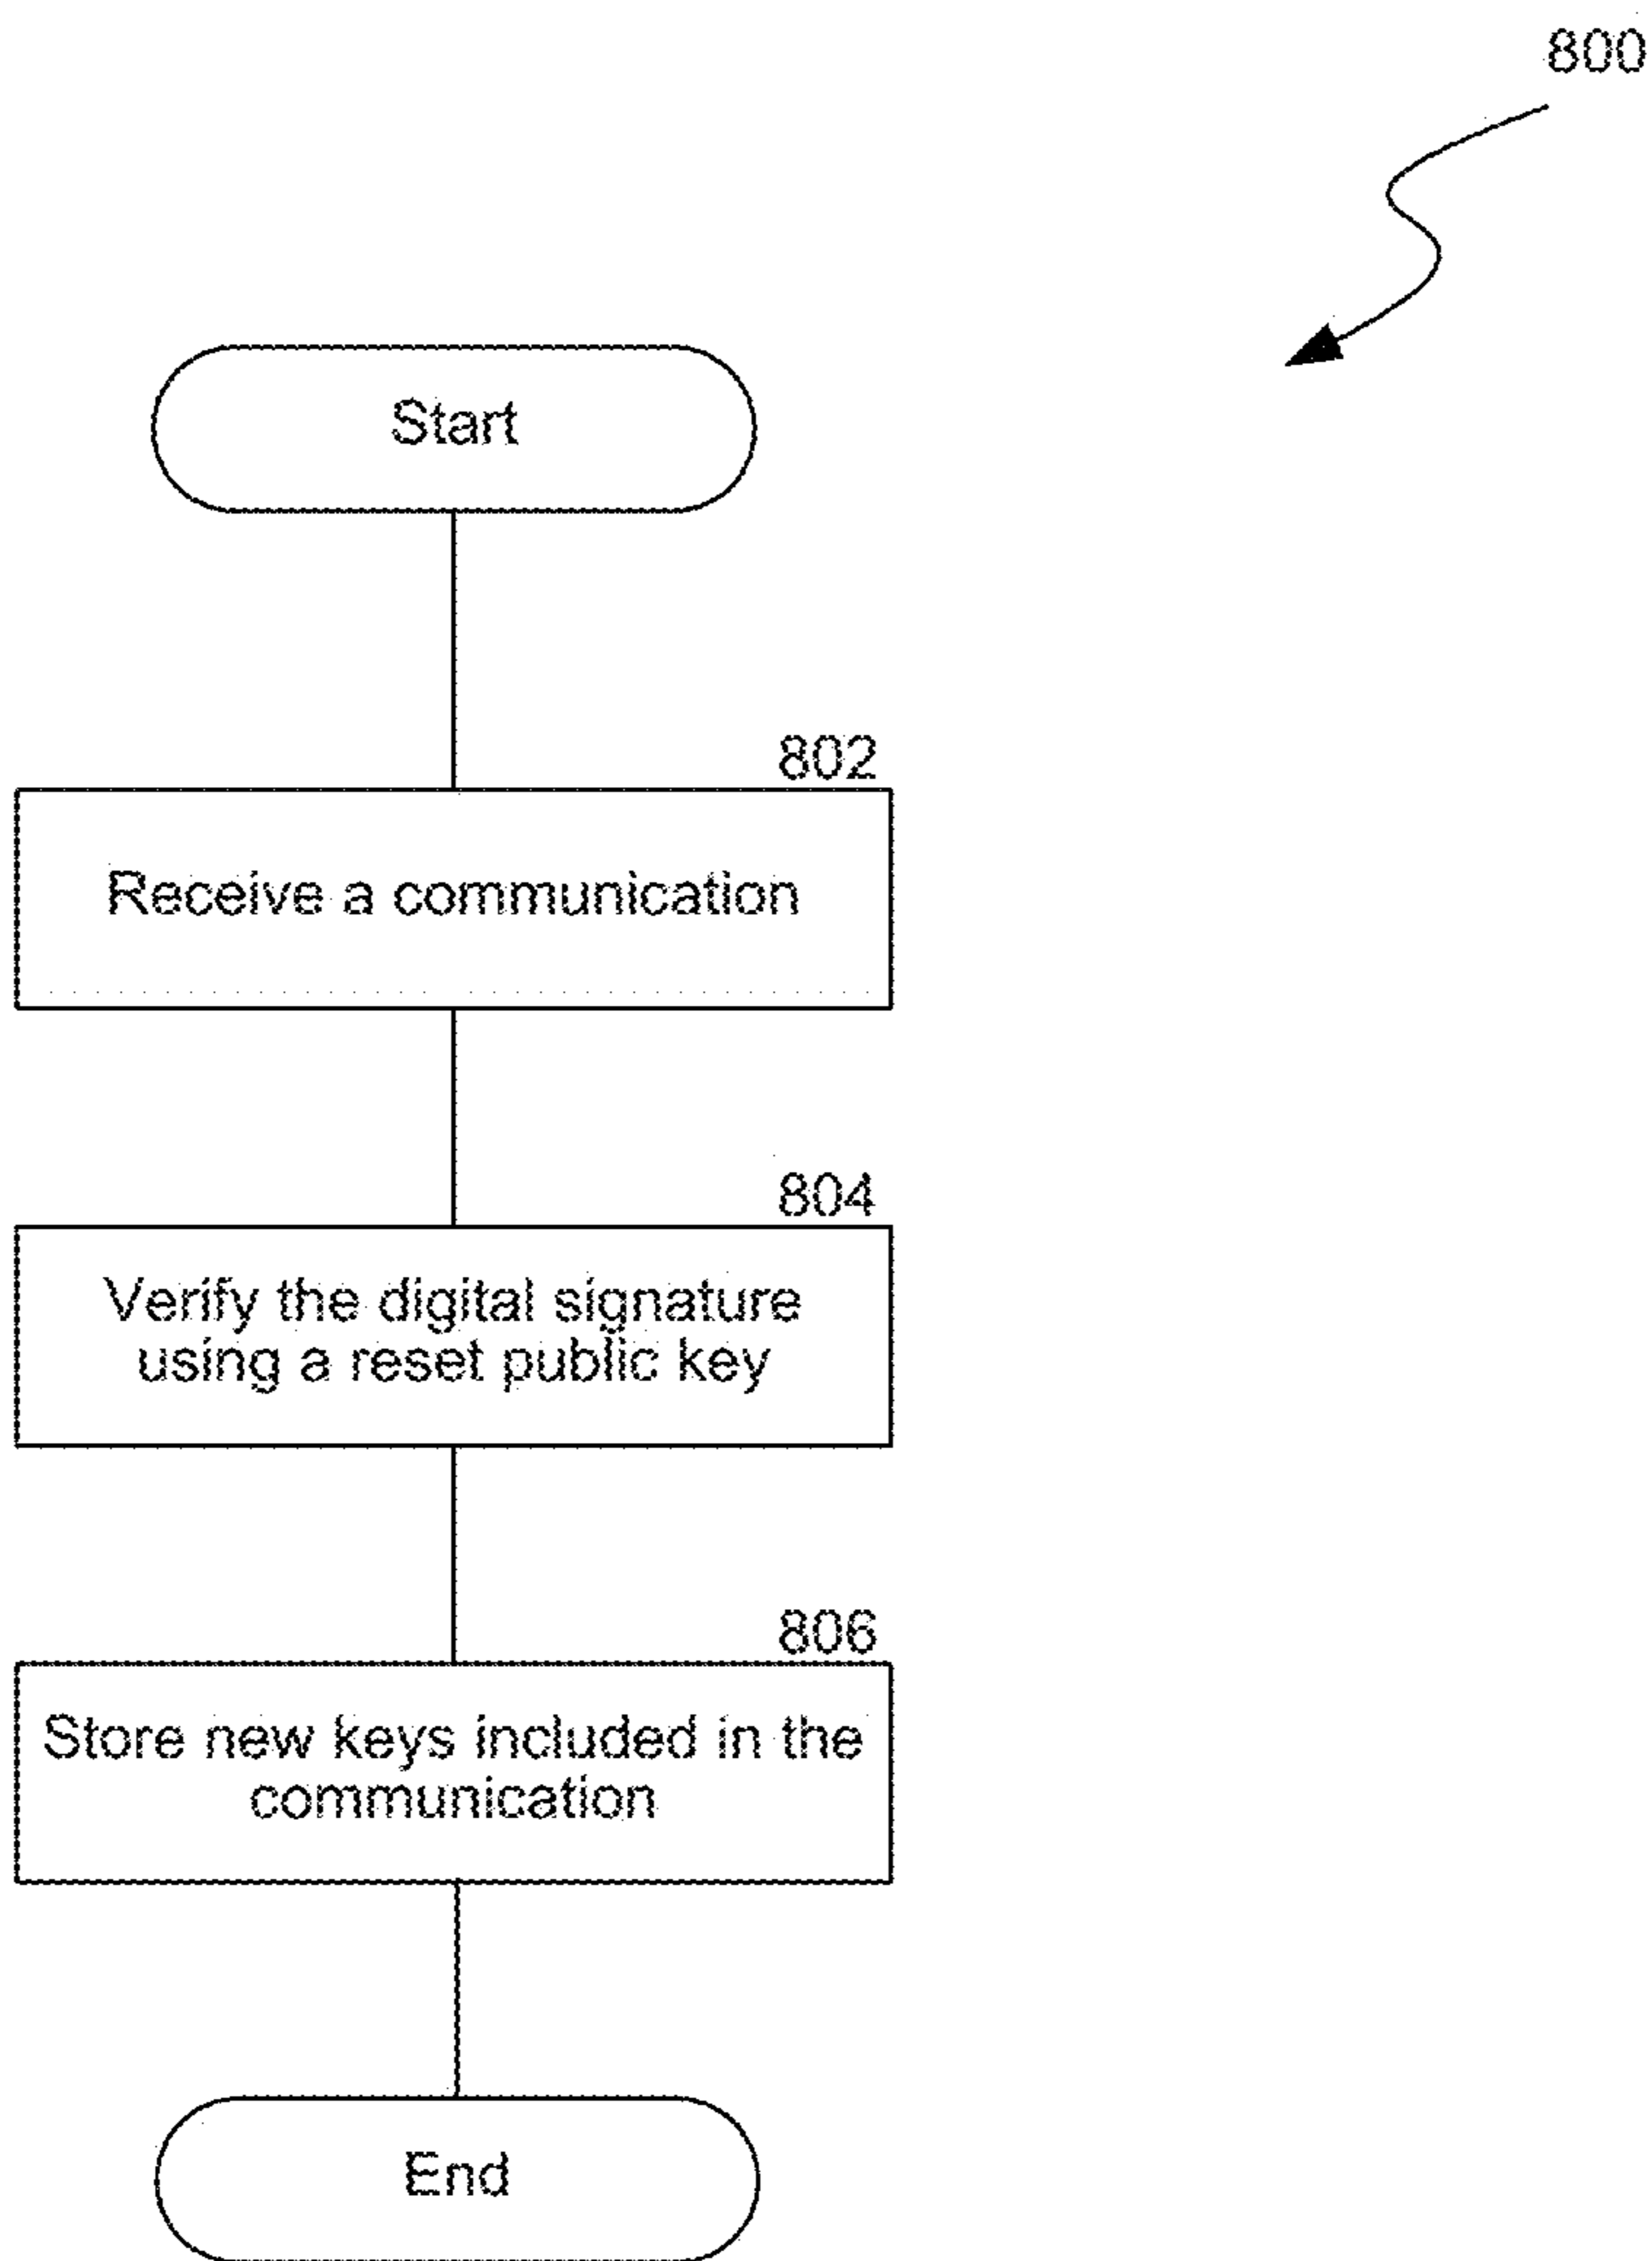 800
Start
802
Receive a communication
804
Verify the digital signature
using a reset public key
806
Store new keys included in the
communication
End